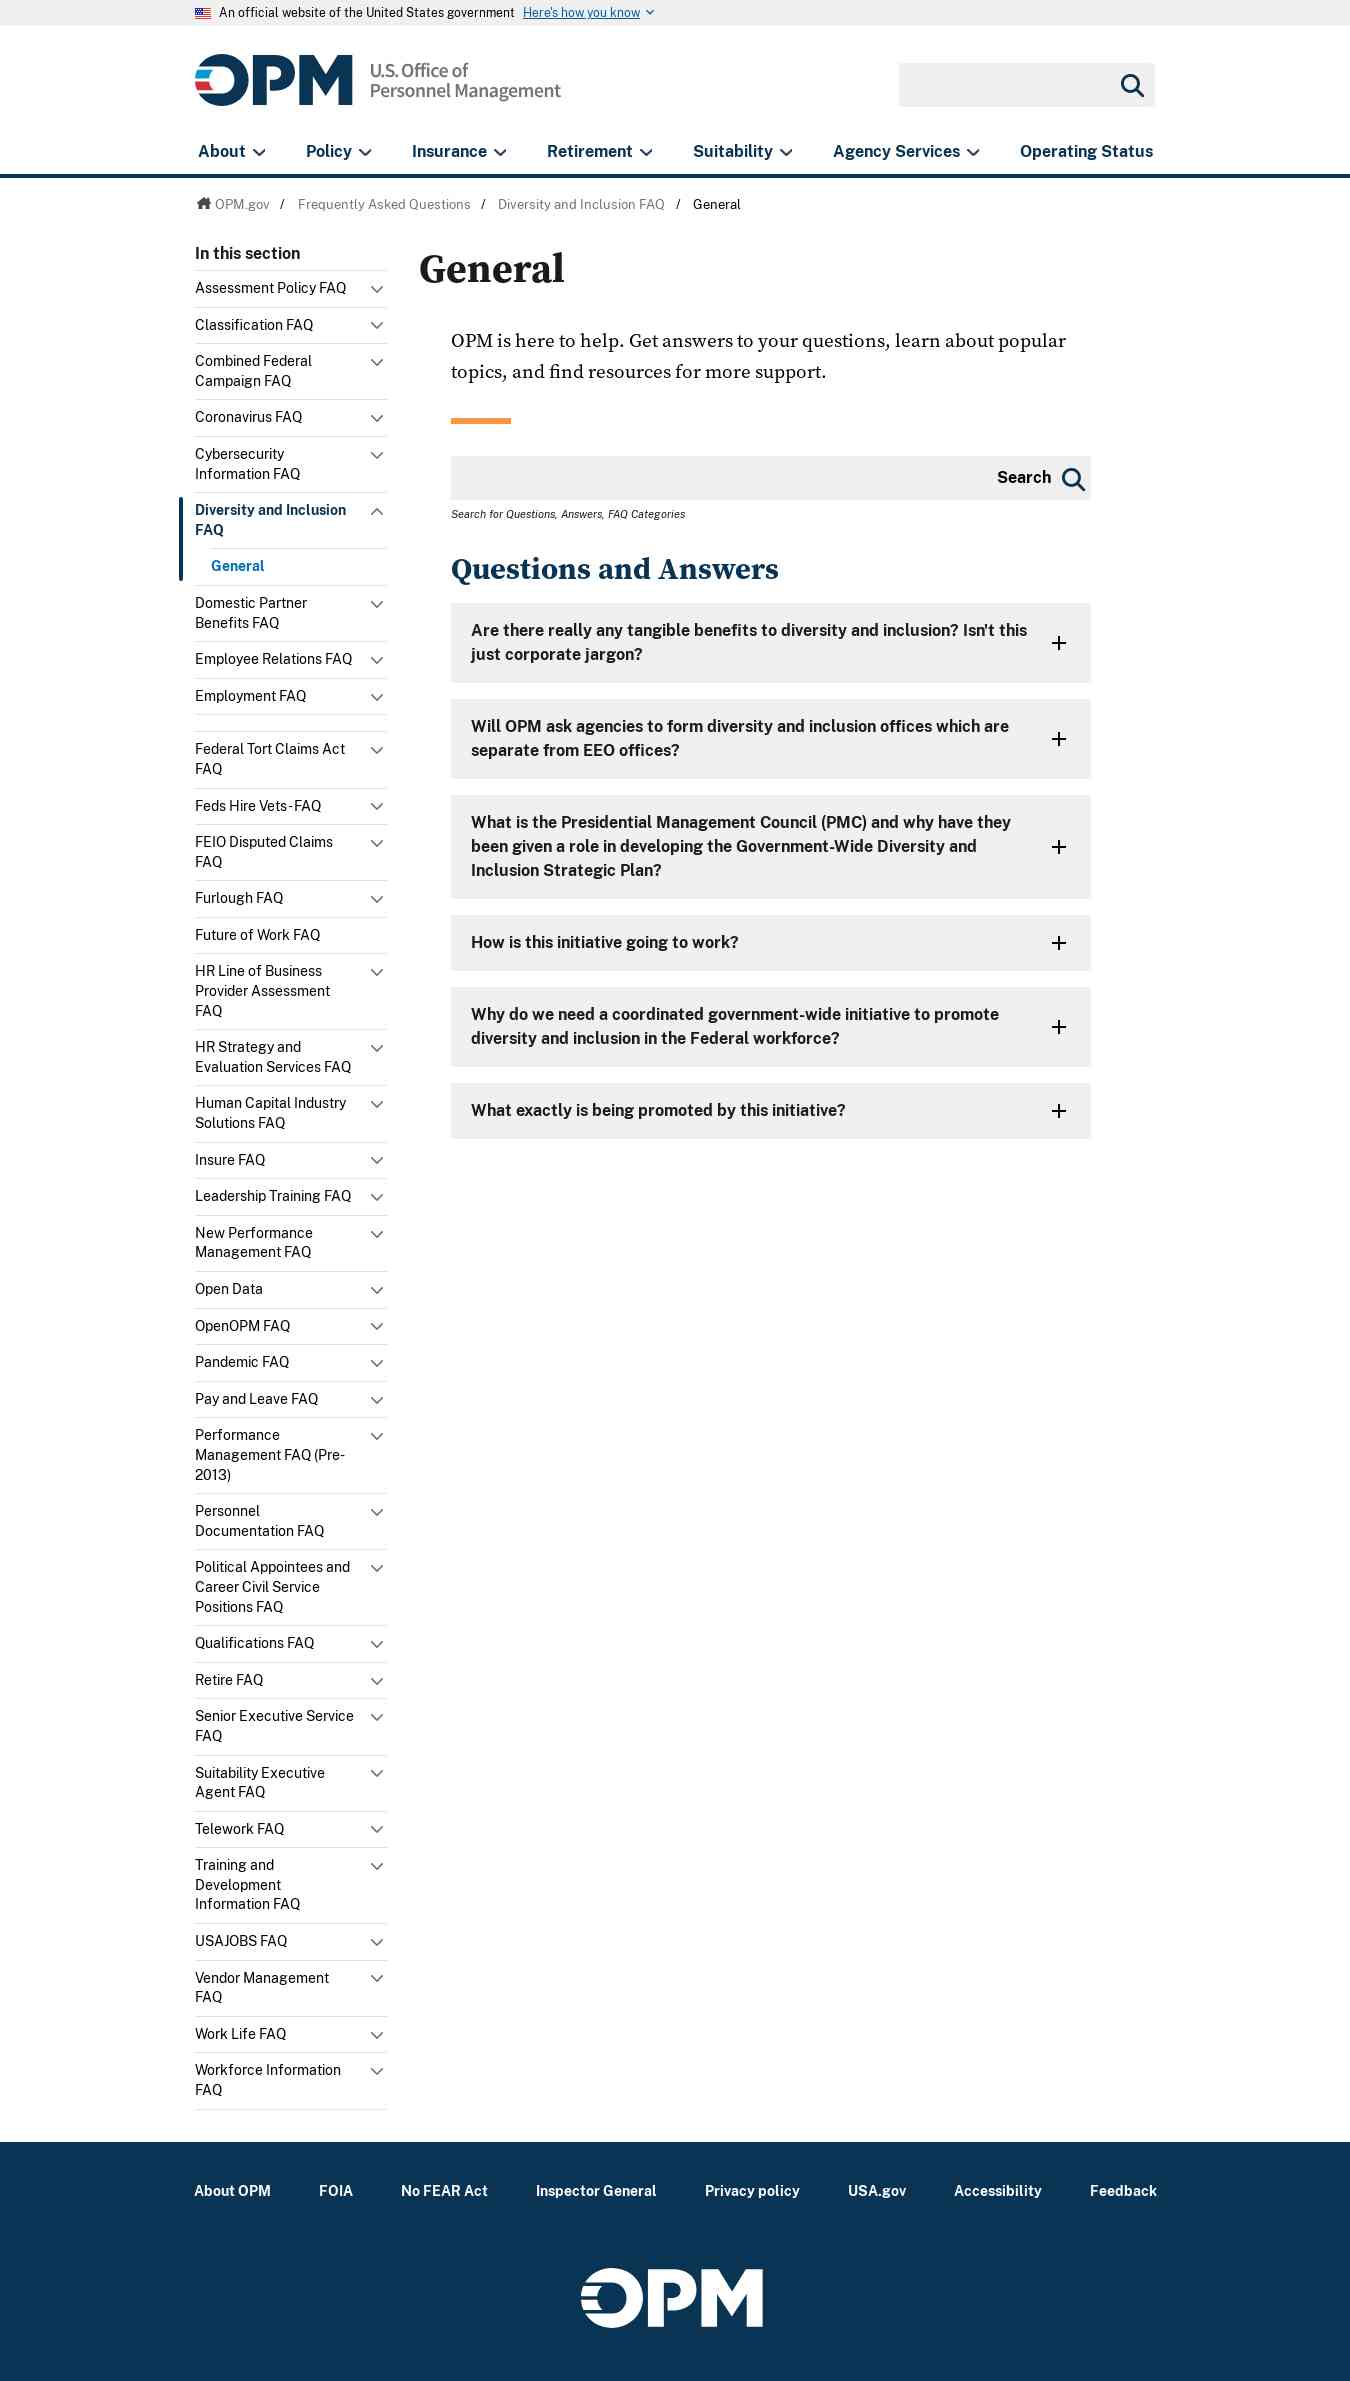 An official website of the United States government Here's how you know
OPM U.S. Office of
Personnel Management
About Policy Insurance Retirement Suitability Agency Services Operating Status
OPM.gov / Frequently Asked Questions / Diversity and Inclusion FAQ / General
In this section
Assessment Policy FAQ
Classification FAQ
Combined Federal
Campaign FAQ
Coronavirus FAQ
Cybersecurity
Information FAQ
Diversity and Inclusion
FAQ
General
Domestic Partner
Benefits FAQ
Employee Relations FAQ
Employment FAQ
Federal Tort Claims Act
FAQ
Feds Hire Vets-FAQ
FEIO Disputed Claims
FAQ
Furlough FAQ
Future of Work FAQ
HR Line of Business
Provider Assessment
FAQ
HR Strategy and
Evaluation Services FAQ
Human Capital Industry
Solutions FAQ
Insure FAQ
Leadership Training FAQ
New Performance
Management FAQ
Open Data
OpenOPM FAQ
Pandemic FAQ
Pay and Leave FAQ
Performance
Management FAQ (Pre-
2013)
Personnel
Documentation FAQ
Political Appointees and
Career Civil Service
Positions FAQ
Qualifications FAQ
Retire FAQ
Senior Executive Service
FAQ
Suitability Executive
Agent FAQ
Telework FAQ
Training and
Development
Information FAQ
USAJOBS FAQ
Vendor Management
FAQ
Work Life FAQ
Workforce Information
FAQ
General
OPM is here to help. Get answers to your questions, learn about popular
topics, and find resources for more support.
Search
Search for Questions, Answers, FAQ Categories
Questions and Answers
Are there really any tangible benefits to diversity and inclusion? Isn't this
just corporate jargon?
Will OPM ask agencies to form diversity and inclusion offices which are
separate from EEO offices?
What is the Presidential Management Council (PMC) and why have they
been given a role in developing the Government-Wide Diversity and
Inclusion Strategic Plan?
How is this initiative going to work?
Why do we need a coordinated government-wide initiative to promote
diversity and inclusion in the Federal workforce?
What exactly is being promoted by this initiative?
About OPM FOIA No FEAR Act Inspector General Privacy policy USA.gov Accessibility Feedback
OPM